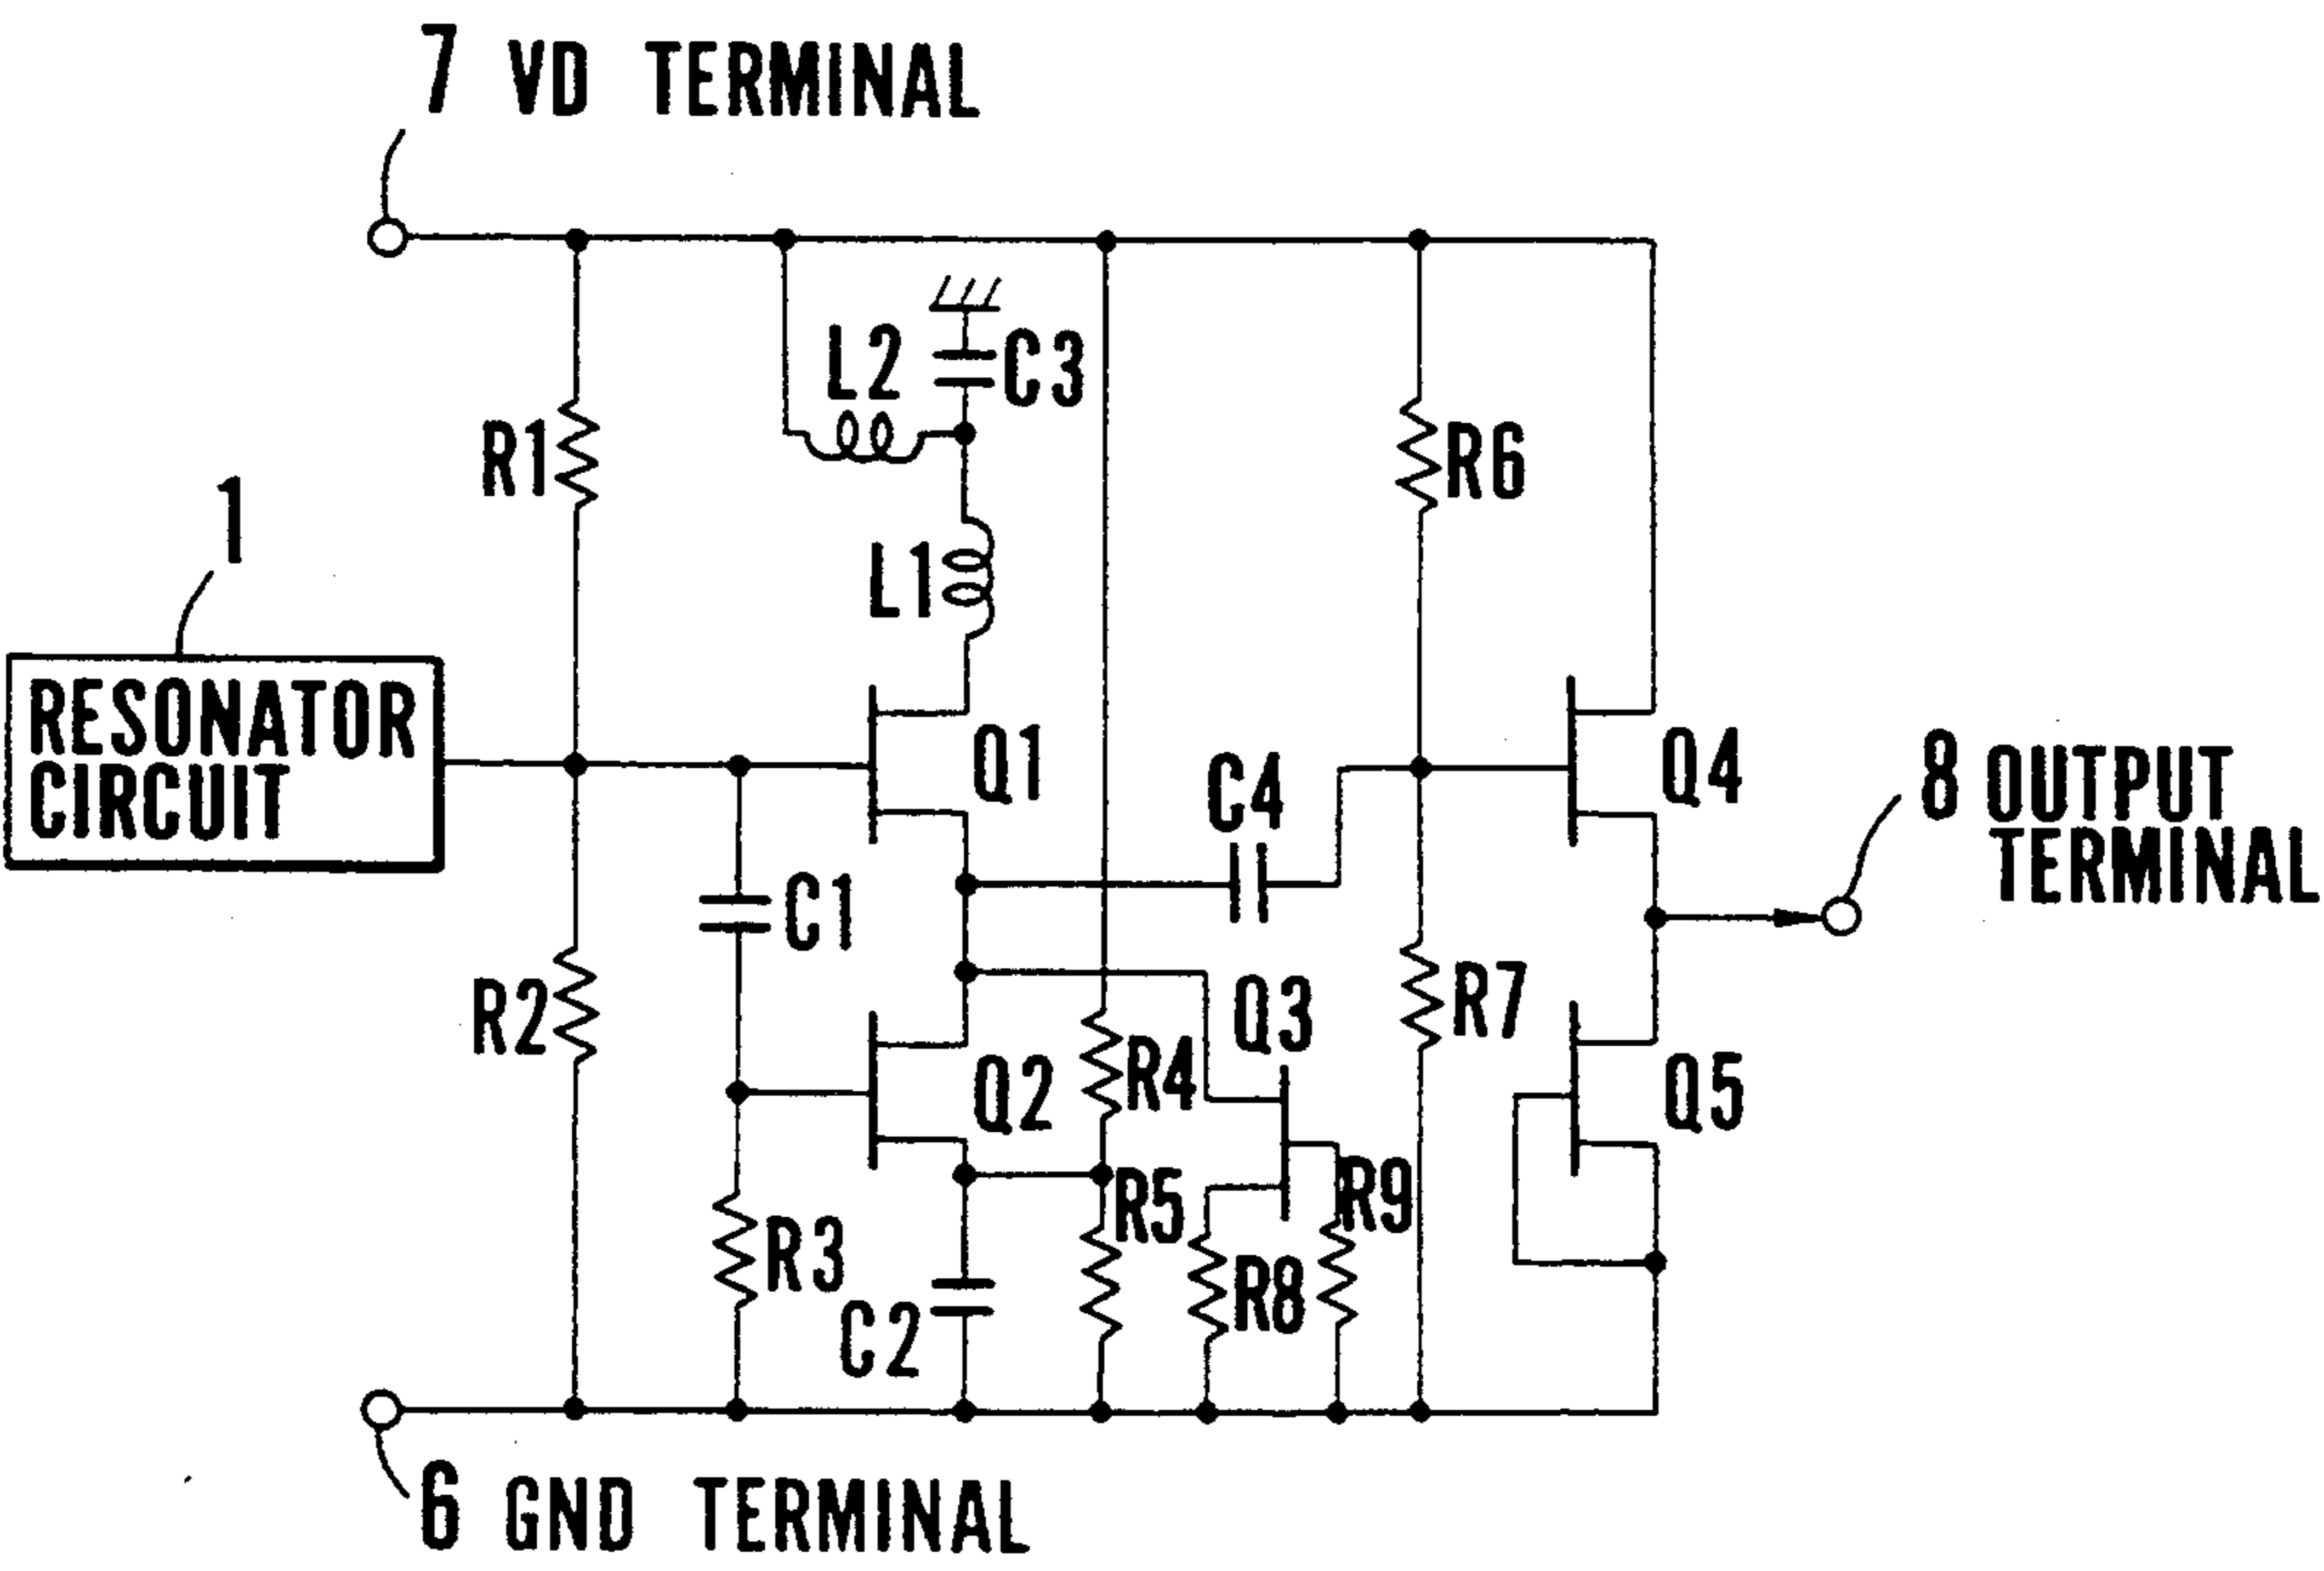 7 VD TERMINAL
L2
C3
R1
R6
1
L1
RESONATOR
CIRCUIT
Q1
C4
Q4
8 OUTPUT
TERMINAL
C1
R2
Q3
R7
Q2
R4
Q5
R5
R9
R3
R8
C2
6 GND TERMINAL